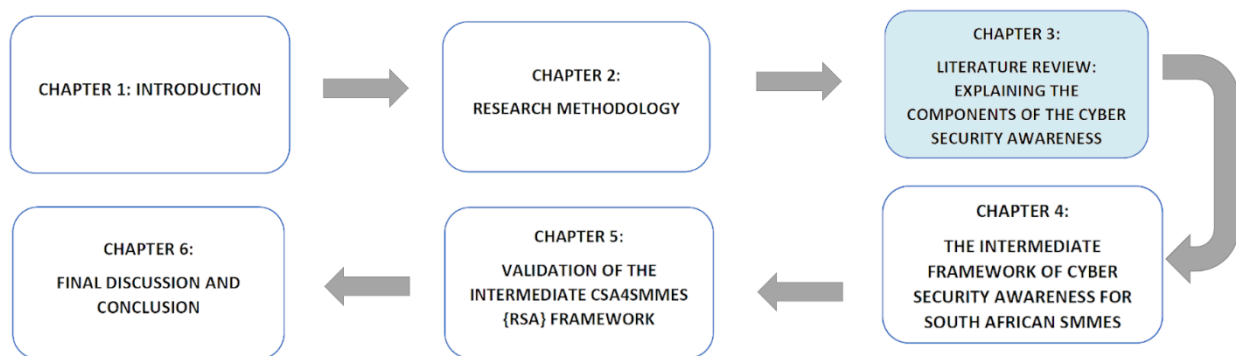 CHAPTER 1: INTRODUCTION
CHAPTER 2:
RESEARCH METHODOLOGY
CHAPTER 3:
LITERATURE REVIEW:
EXPLAINING THE
COMPONENTS OF THE CYBER
SECURITY AWARENESS
CHAPTER 4:
THE INTERMEDIATE
FRAMEWORK OF CYBER
SECURITY AWARENESS FOR
SOUTH AFRICAN SMMES
CHAPTER 5:
VALIDATION OF THE
INTERMEDIATE CSA4SMMES
{RSA} FRAMEWORK
CHAPTER 6:
FINAL DISCUSSION AND
CONCLUSION